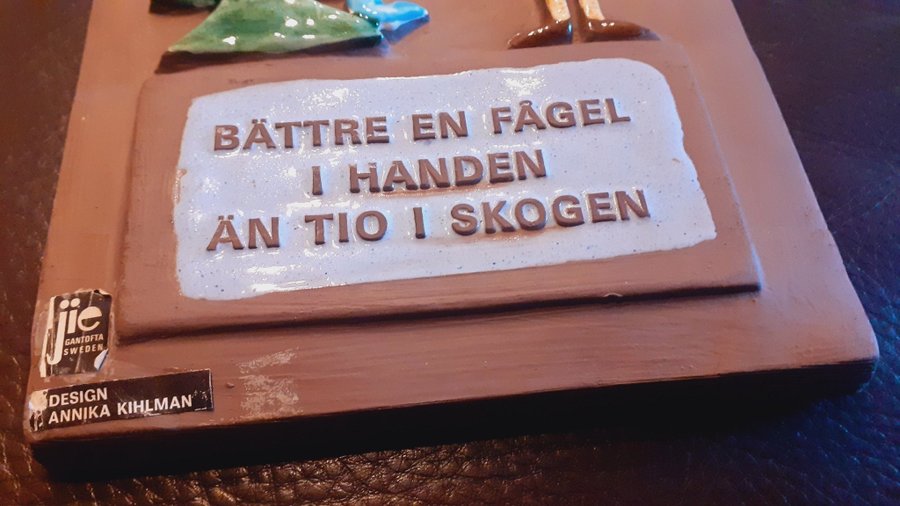 BÄTTRE EN FÅGEL
I HANDEN
ÄN TIO I SKOGEN
jie
GANTOFTA
SWEDEN
DESIGN
ANNIKA KIHLMAN